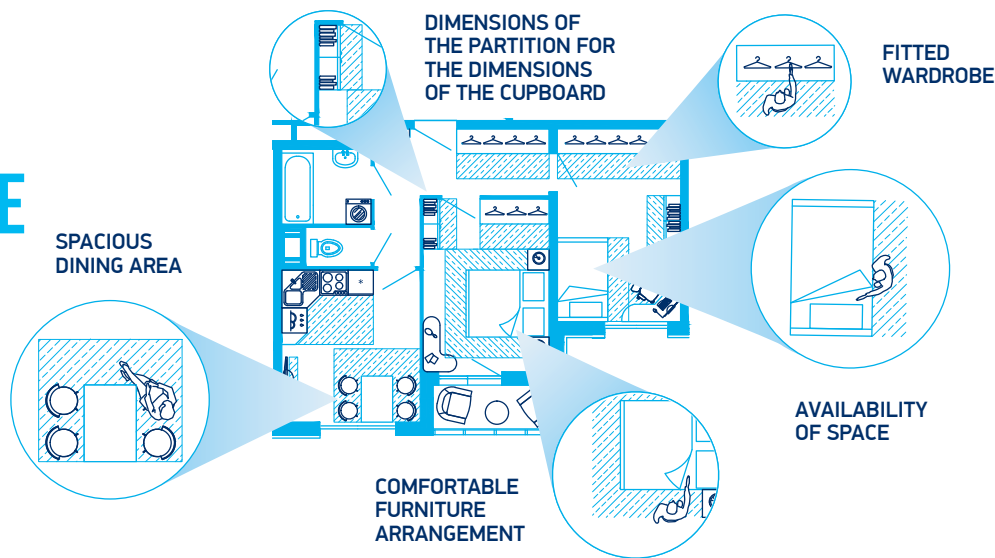 DIMENSIONS OF
THE PARTITION FOR
THE DIMENSIONS
OF THE CUPBOARD
FITTED
WARDROBE
E
SPACIOUS
DINING AREA
AVAILABILITY
OF SPACE
COMFORTABLE
FURNITURE
ARRANGEMENT